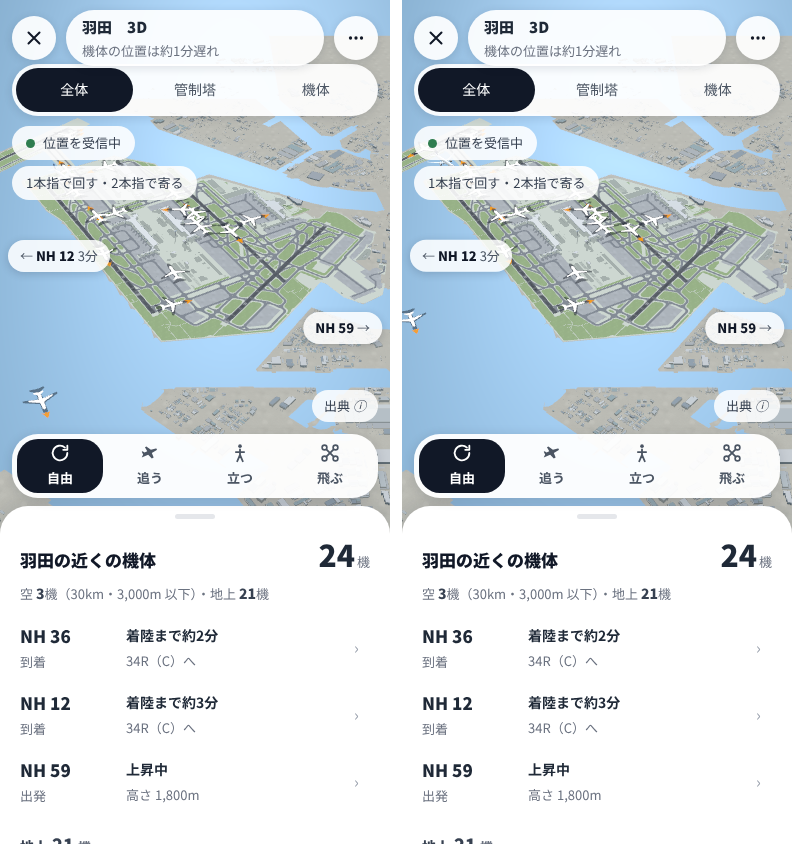 羽田　3D
機体の位置は約1分遅れ
全体
管制塔
機体
位置を受信中
1本指で回す・2本指で寄る
← NH 12 3分
NH 59 →
出典 ⓘ
自由
追う
立つ
飛ぶ
羽田の近くの機体
24機
空 3機（30km・3,000m 以下）・地上 21機
NH 36
着陸まで約2分
到着
34R（C）へ
NH 12
着陸まで約3分
到着
34R（C）へ
NH 59
上昇中
出発
高さ 1,800m
地上 21 機
羽田　3D
機体の位置は約1分遅れ
全体
管制塔
機体
位置を受信中
1本指で回す・2本指で寄る
← NH 12 3分
NH 59 →
出典 ⓘ
自由
追う
立つ
飛ぶ
羽田の近くの機体
24機
空 3機（30km・3,000m 以下）・地上 21機
NH 36
着陸まで約2分
到着
34R（C）へ
NH 12
着陸まで約3分
到着
34R（C）へ
NH 59
上昇中
出発
高さ 1,800m
地上 21 機